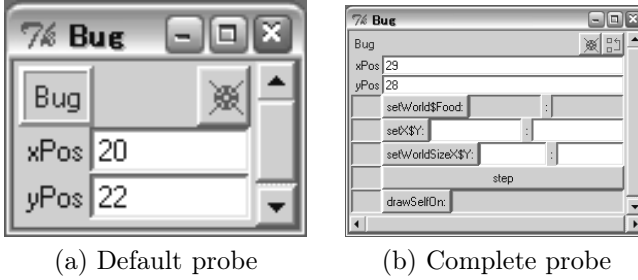 Bug
Bug
xPos 20
yPos 22
(a) Default probe
Bug
Bug
xPos 29
yPos 28
setWorld$Food: :
setX$Y: :
setWorldSizeX$Y: :
step
drawSelfOn:
(b) Complete probe